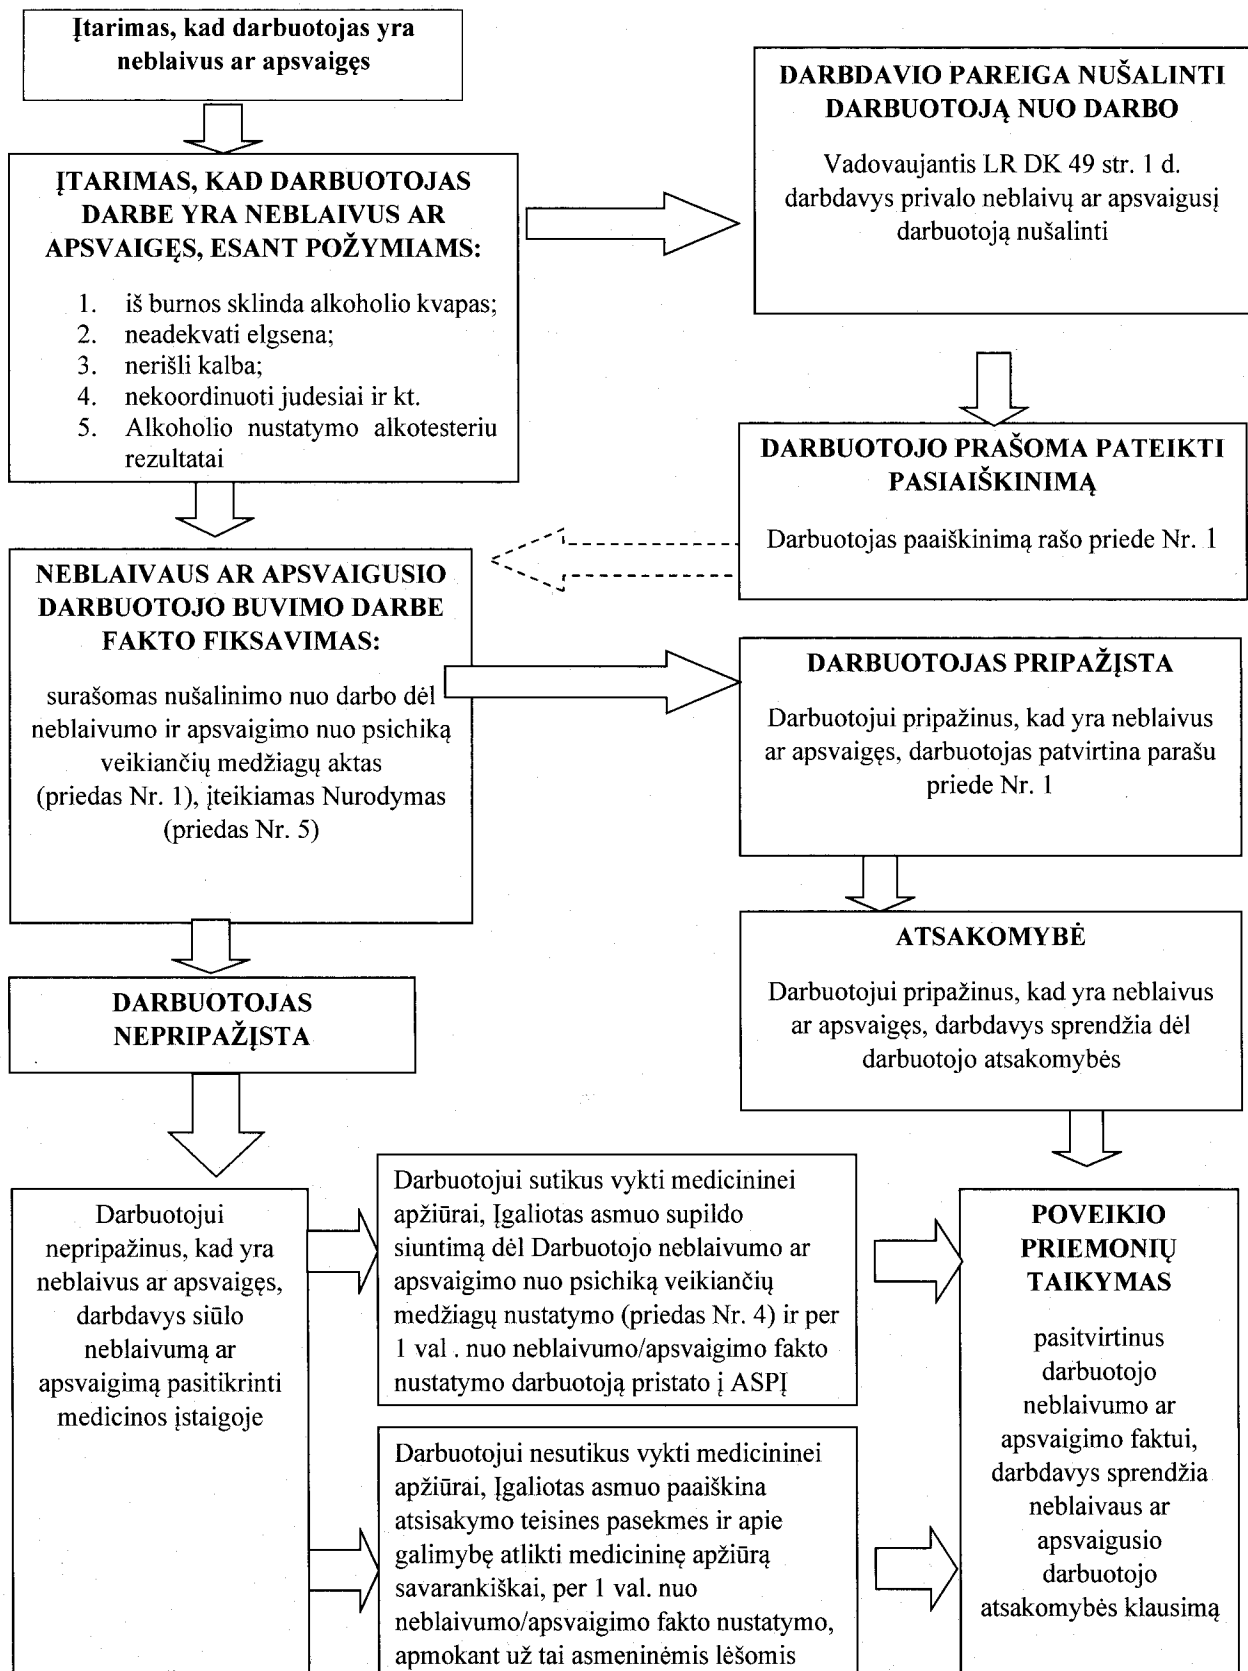 Įtarimas, kad darbuotojas yra
neblaivus ar apsvaigęs
ĮTARIMAS, KAD DARBUOTOJAS
DARBE YRA NEBLAIVUS AR
APSVAIGĘS, ESANT POŽYMIAMS:
1. iš burnos sklinda alkoholio kvapas;
2. neadekvati elgsena;
3. nerišli kalba;
4. nekoordinuoti judesiai ir kt.
5. Alkoholio nustatymo alkotesteriu
rezultatai
DARBDAVIO PAREIGA NUŠALINTI
DARBUOTOJĄ NUO DARBO
Vadovaujantis LR DK 49 str. 1 d.
darbdavys privalo neblaivų ar apsvaigusį
darbuotoją nušalinti
DARBUOTOJO PRAŠOMA PATEIKTI
PASIAIŠKINIMĄ
Darbuotojas paaiškinimą rašo priede Nr. 1
NEBLAIVAUS AR APSVAIGUSIO
DARBUOTOJO BUVIMO DARBE
FAKTO FIKSAVIMAS:
surašomas nušalinimo nuo darbo dėl
neblaivumo ir apsvaigimo nuo psichiką
veikiančių medžiagų aktas
(priedas Nr. 1), įteikiamas Nurodymas
(priedas Nr. 5)
DARBUOTOJAS PRIPAŽĮSTA
Darbuotojui pripažinus, kad yra neblaivus
ar apsvaigęs, darbuotojas patvirtina parašu
priede Nr. 1
ATSAKOMYBĖ
Darbuotojui pripažinus, kad yra neblaivus
ar apsvaigęs, darbdavys sprendžia dėl
darbuotojo atsakomybės
DARBUOTOJAS
NEPRIPAŽĮSTA
Darbuotojui
nepripažinus, kad yra
neblaivus ar apsvaigęs,
darbdavys siūlo
neblaivumą ar
apsvaigimą pasitikrinti
medicinos įstaigoje
Darbuotojui sutikus vykti medicininei
apžiūrai, Įgaliotas asmuo supildo
siuntimą dėl Darbuotojo neblaivumo ar
apsvaigimo nuo psichiką veikiančių
medžiagų nustatymo (priedas Nr. 4) ir per
1 val . nuo neblaivumo/apsvaigimo fakto
nustatymo darbuotoją pristato į ASPĮ
Darbuotojui nesutikus vykti medicininei
apžiūrai, Įgaliotas asmuo paaiškina
atsisakymo teisines pasekmes ir apie
galimybę atlikti medicininę apžiūrą
savarankiškai, per 1 val. nuo
neblaivumo/apsvaigimo fakto nustatymo,
apmokant už tai asmeninėmis lėšomis
POVEIKIO
PRIEMONIŲ
TAIKYMAS
pasitvirtinus
darbuotojo
neblaivumo ar
apsvaigimo faktui,
darbdavys sprendžia
neblaivaus ar
apsvaigusio
darbuotojo
atsakomybės klausimą